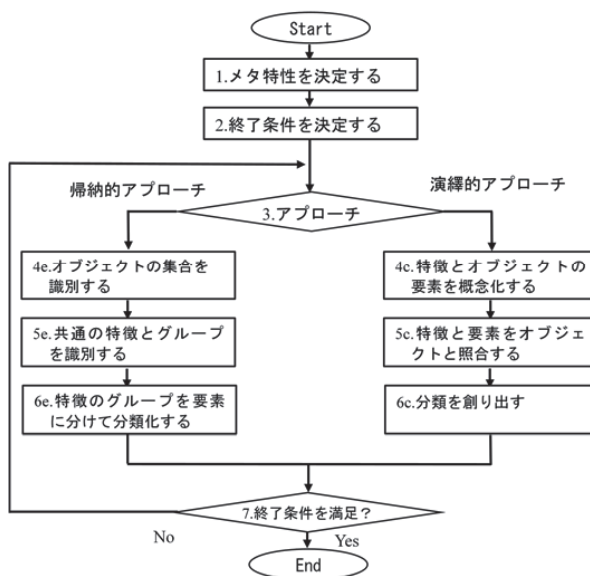 Start
1.メタ特性を決定する
2.終了条件を決定する
帰納的アプローチ
演繹的アプローチ
3.アプローチ
4e.オブジェクトの集合を
識別する
4c.特徴とオブジェクトの
要素を概念化する
5e.共通の特徴とグループ
を識別する
5c.特徴と要素をオブジェ
クトと照合する
6e.特徴のグループを要素
に分けて分類化する
6c.分類を創り出す
7.終了条件を満足？
No
Yes
End